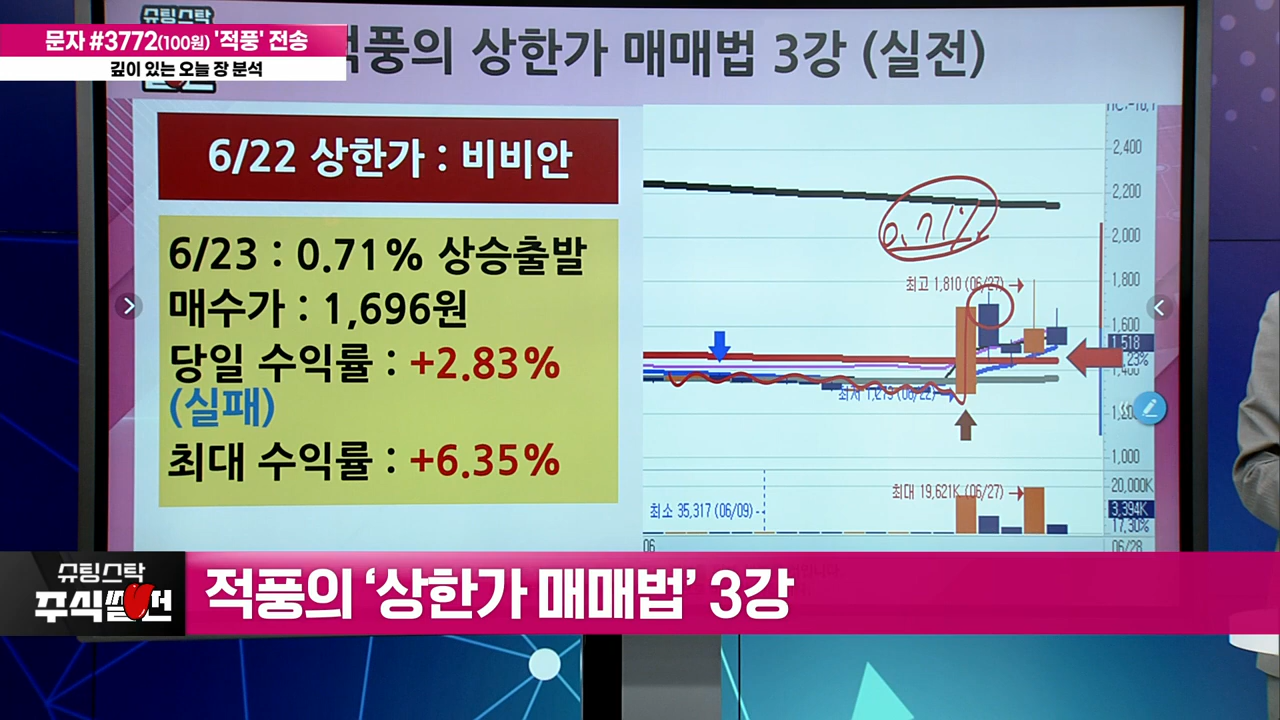 슈팅스탁
문자 #3772(100원) '적풍' 전송
깊이 있는 오늘 장 분석
적풍의 상한가 매매법 3강 (실전)
6/22 상한가 : 비비안
6/23 : 0.71% 상승출발
매수가 : 1,696원
당일 수익률 : +2.83%
(실패)
최대 수익률 : +6.35%
2,400
2,200
0.71%
2,000
최고 1,810 (06/27)
1,800
1,600
1,518
1,400
1,000
최대 19,621K (06/27)
20,000K
최소 35,317 (06/09)
3,394K
17,30%
06
06/28
슈팅스탁
주식썰전
적풍의 '상한가 매매법' 3강